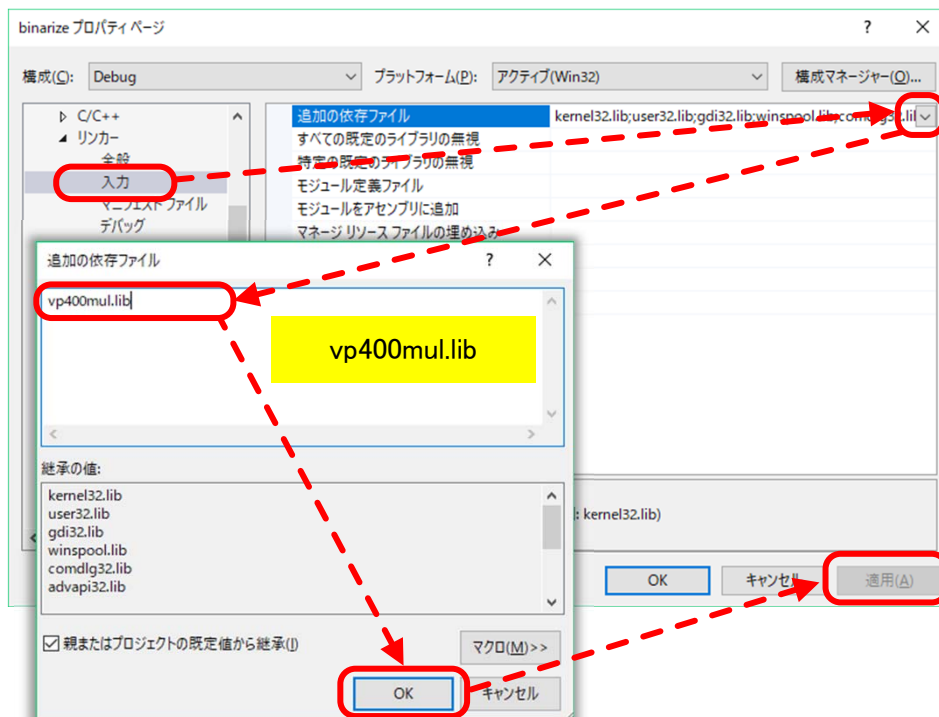 binarize プロパティ ページ
? ×
構成(C): Debug プラットフォーム(P): アクティブ(Win32) 構成マネージャー(O)...
C/C++
リンカー
全般
入力
マニフェスト ファイル
デバッグ
追加の依存ファイル kernel32.lib;user32.lib;gdi32.lib;winspool.lib;comdlg32.lil
すべての既定のライブラリの無視
特定の既定のライブラリの無視
モジュール定義ファイル
モジュールをアセンブリに追加
マネージ リソース ファイルの埋め込み
追加の依存ファイル
? ×
vp400mul.lib
vp400mul.lib
継承の値:
kernel32.lib
user32.lib
gdi32.lib
winspool.lib
comdlg32.lib
advapi32.lib
親またはプロジェクトの既定値から継承(I)
マクロ(M)>>
OK キャンセル
: kernel32.lib)
OK キャンセル 適用(A)